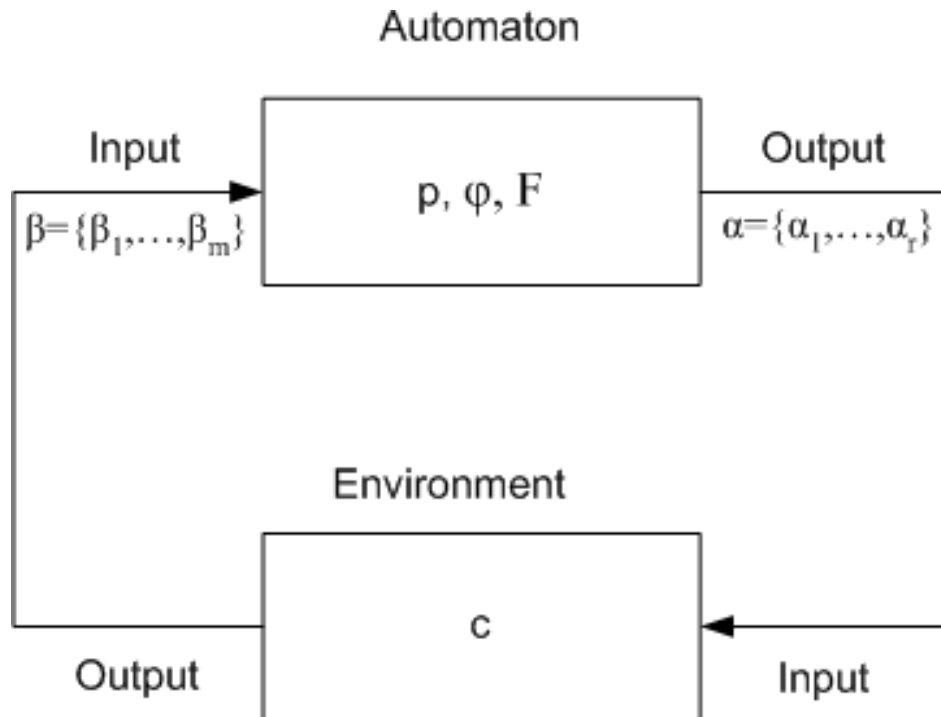 Automaton
Input
Output
p, φ, F
β={β₁,…,βₘ}
α={α₁,…,αᵣ}
Environment
c
Output
Input